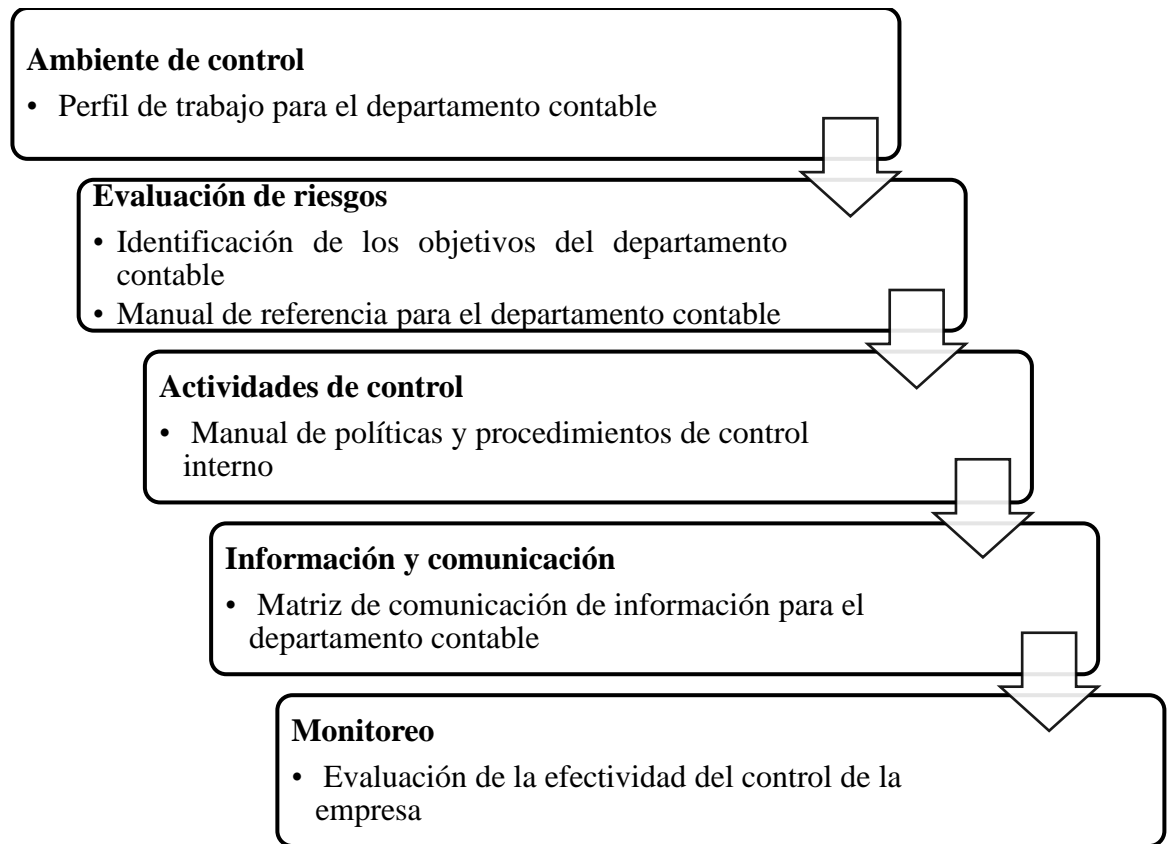 Ambiente de control
• Perfil de trabajo para el departamento contable
Evaluación de riesgos
• Identificación de los objetivos del departamento
contable
• Manual de referencia para el departamento contable
Actividades de control
• Manual de políticas y procedimientos de control
interno
Información y comunicación
• Matriz de comunicación de información para el
departamento contable
Monitoreo
• Evaluación de la efectividad del control de la
empresa